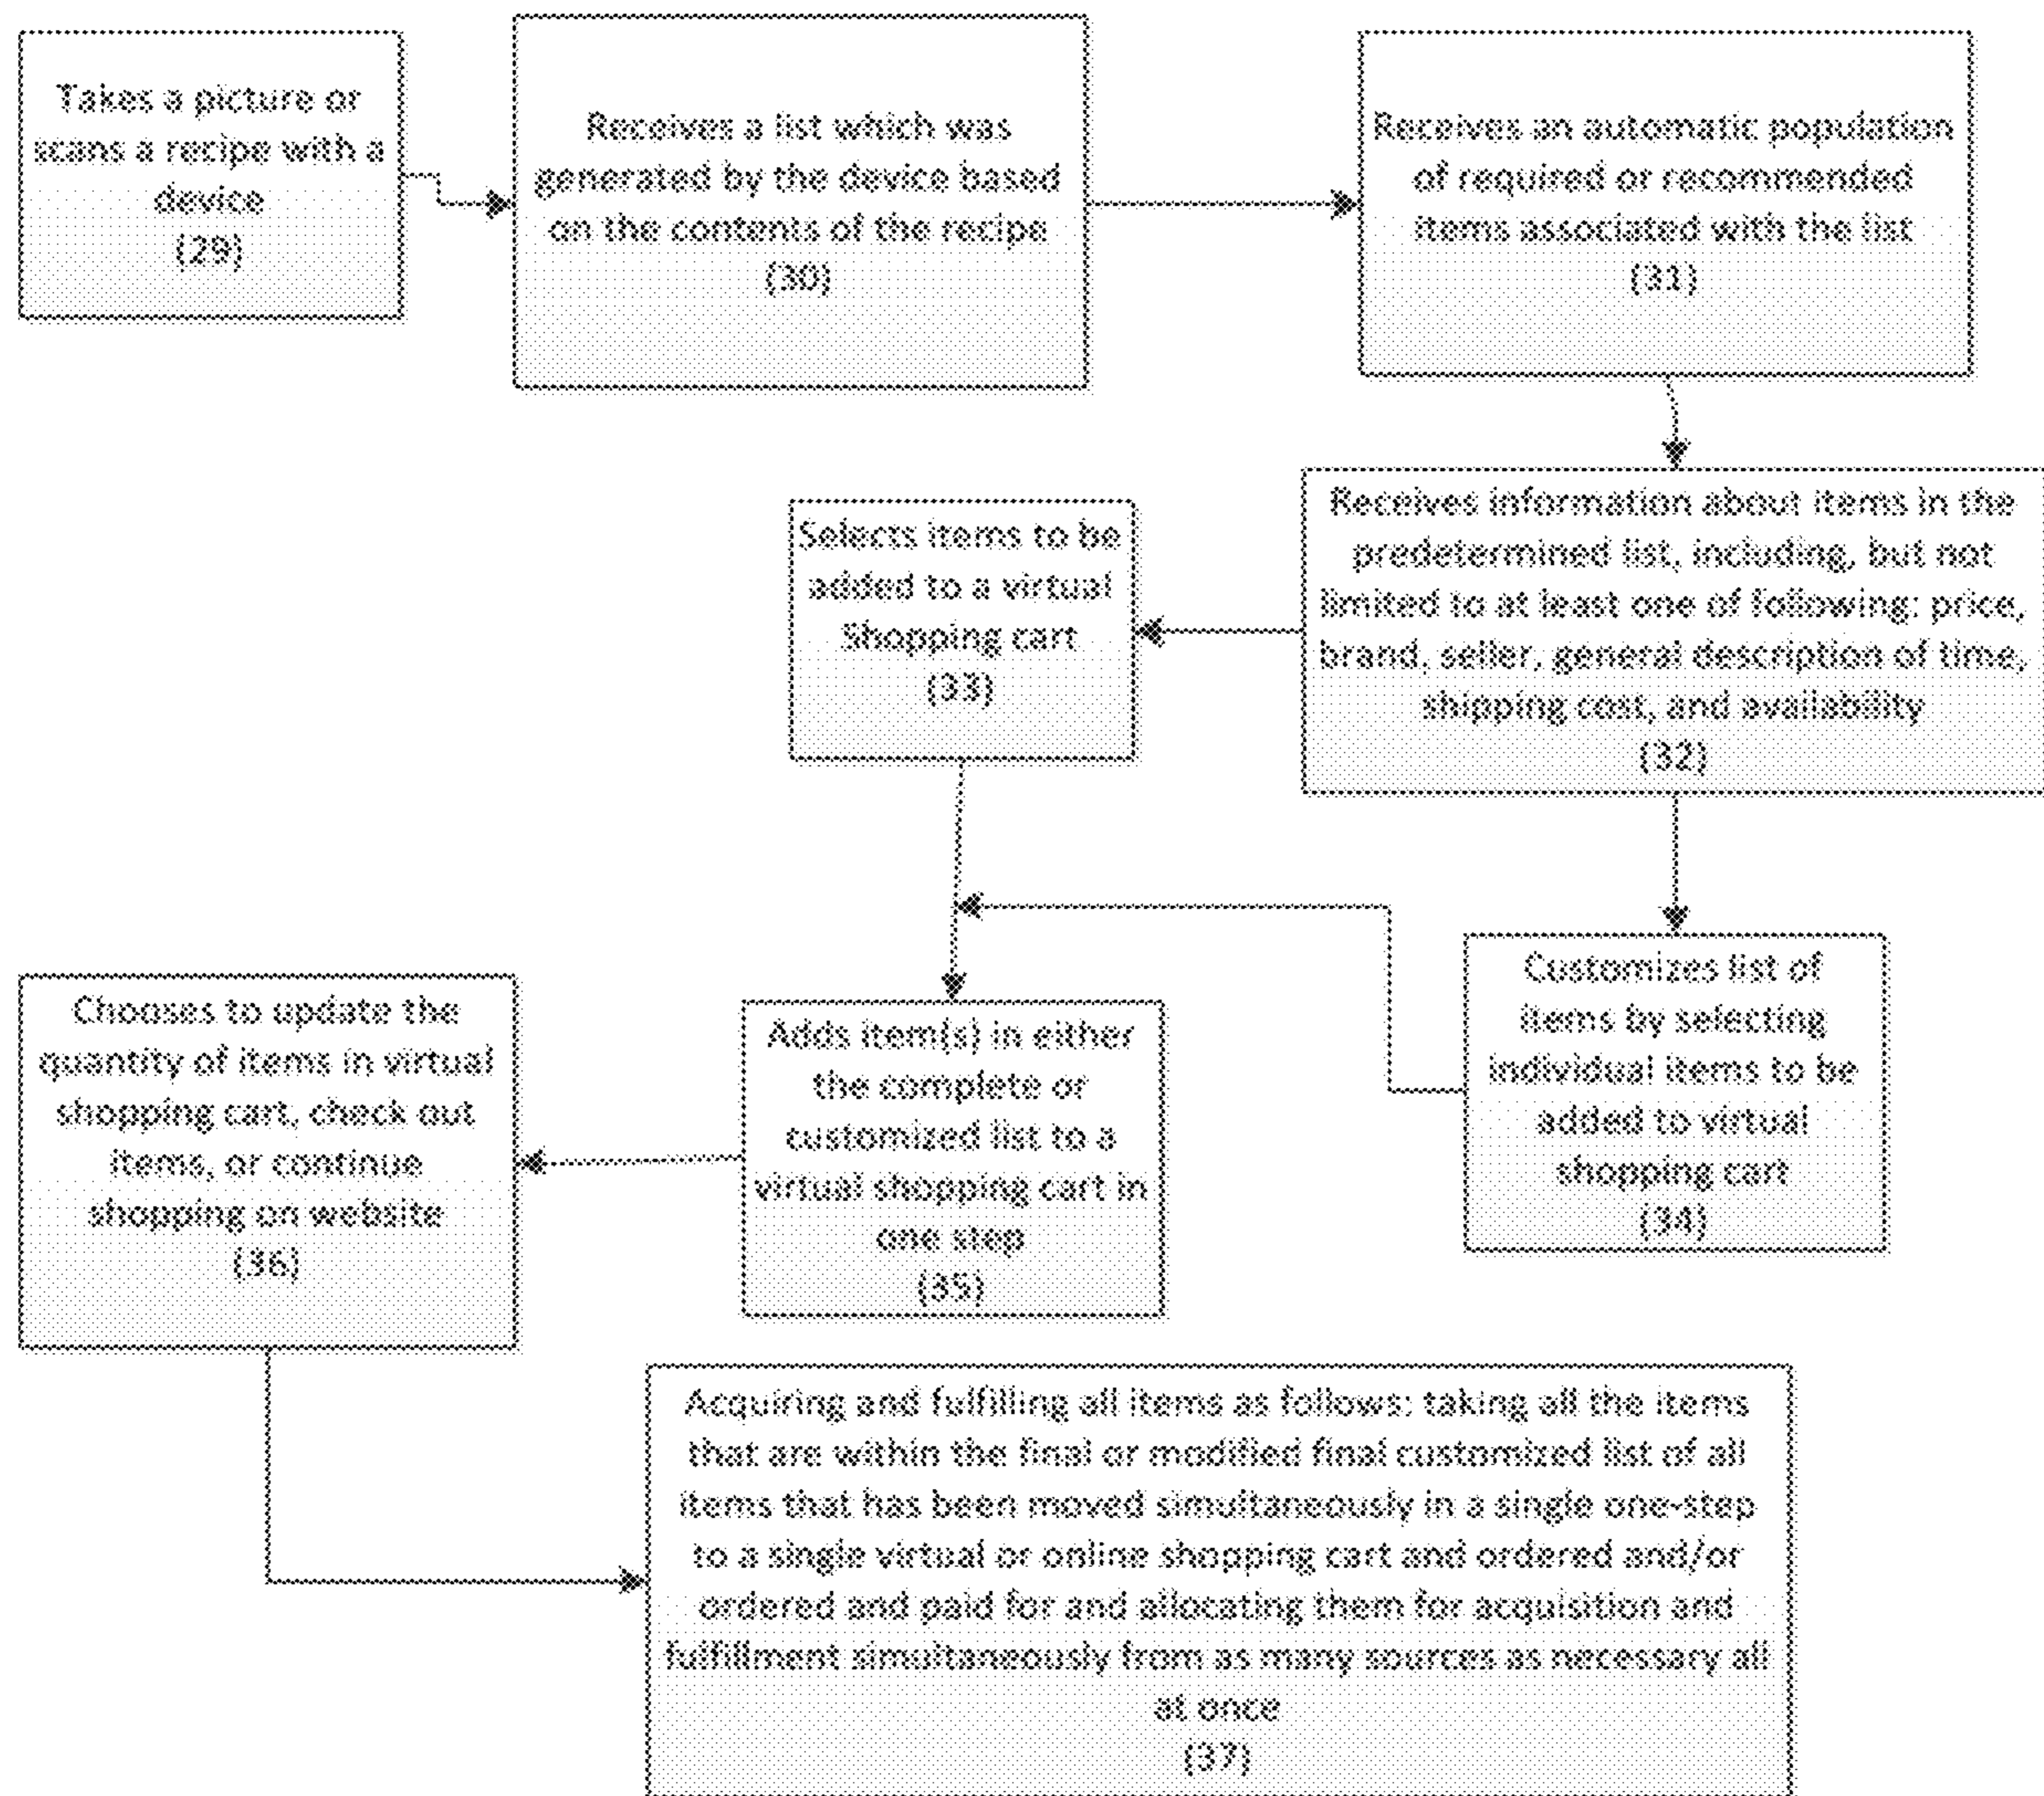 Takes a picture or
scans a recipe with a
device
(29)
Receives a list which was
generated by the device based
on the contents of the recipe
(30)
Receives an automatic population
of required or recommended
items associated with the list
(31)
Receives information about items in the
predetermined list, including, but not
limited to at least one of following: price,
brand, seller, general description of time,
shipping cost, and availability
(32)
Selects items to be
added to a virtual
Shopping cart
(33)
Customizes list of
items by selecting
individual items to be
added to virtual
shopping cart
(34)
Adds item(s) in either
the complete or
customized list to a
virtual shopping cart in
one step
(35)
Chooses to update the
quantity of items in virtual
shopping cart, check out
items, or continue
shopping on website
(36)
Acquiring and fulfilling all items as follows: taking all the items
that are within the final or modified final customized list of all
items that has been moved simultaneously in a single one-step
to a single virtual or online shopping cart and ordered and/or
ordered and paid for and allocating them for acquisition and
fulfillment simultaneously from as many sources as necessary all
at once
(37)